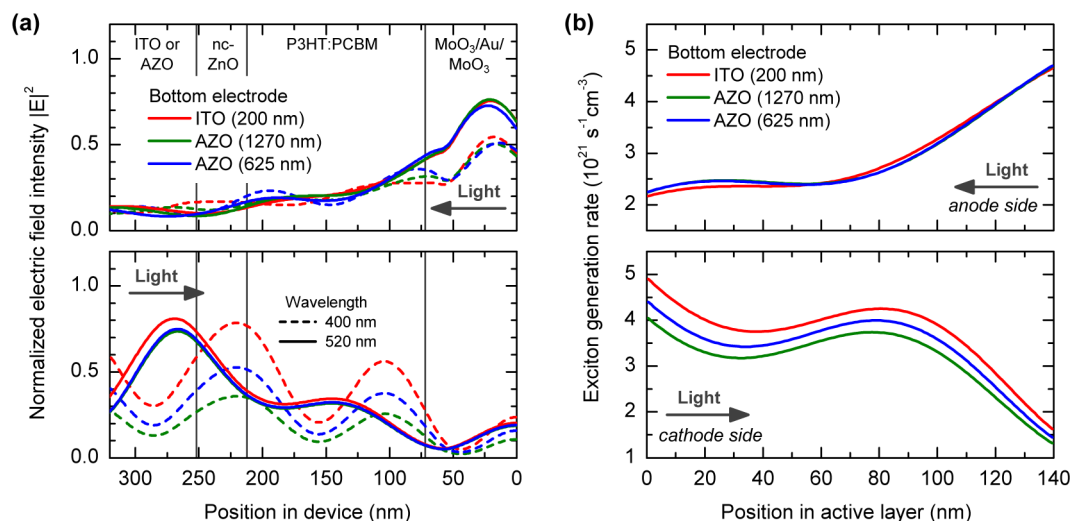 (a)
ITO or
AZO
nc-
ZnO
P3HT:PCBM
MoO₃/Au/
MoO₃
Bottom electrode
ITO (200 nm)
AZO (1270 nm)
AZO (625 nm)
Light
1.0
0.5
0.0
Light
Wavelength
400 nm
520 nm
1.0
0.5
0.0
300 250 200 150 100 50 0
Normalized electric field intensity |E|²
Position in device (nm)
(b)
Bottom electrode
ITO (200 nm)
AZO (1270 nm)
AZO (625 nm)
Light
anode side
5
4
3
2
Light
cathode side
5
4
3
2
1
0 20 40 60 80 100 120 140
Exciton generation rate (10²¹ s⁻¹cm⁻³)
Position in active layer (nm)